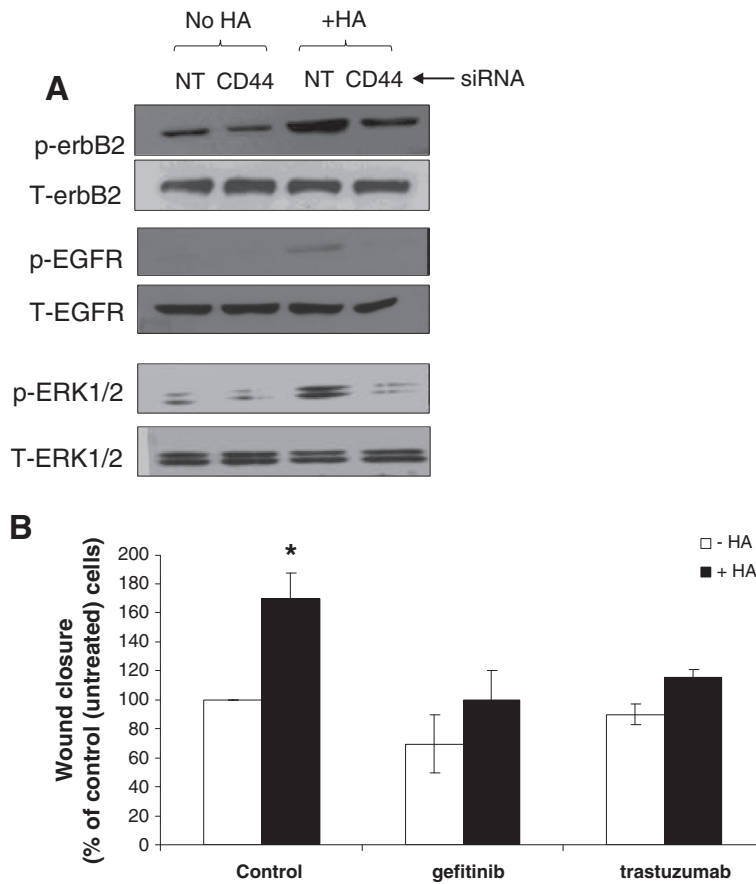 No HA +HA
A NT CD44 NT CD44 siRNA
p-erbB2
T-erbB2
p-EGFR
T-EGFR
p-ERK1/2
T-ERK1/2
B
Wound closure
(% of control (untreated) cells)
200
180
160
140
120
100
80
60
40
20
0
*
- HA
+ HA
Control gefitinib trastuzumab